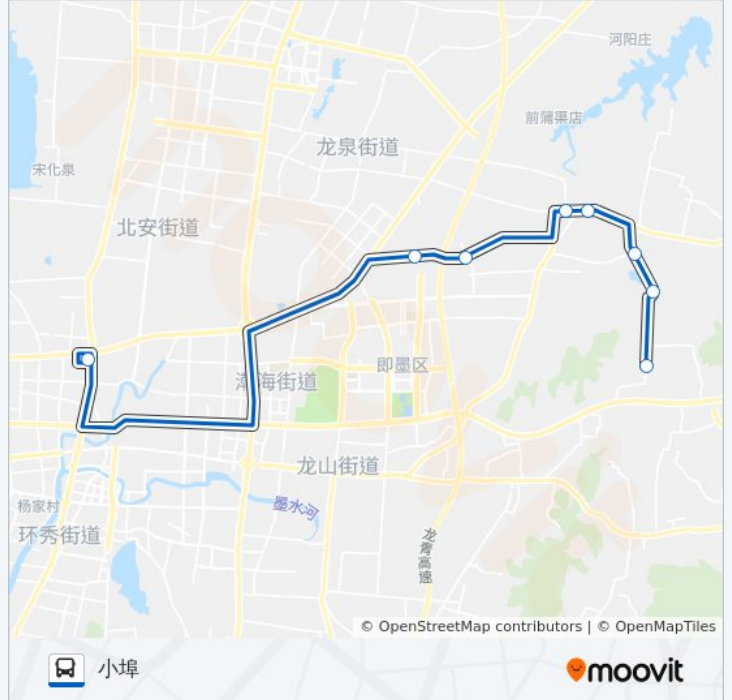 河阳庄
前蒲渠店
龙泉街道
宋化泉
北安街道
即墨区
潮海街道
龙山街道
墨水河
杨家村
环秀街道
龙青高速
© OpenStreetMap contributors | © OpenMapTiles
小埠
moovit